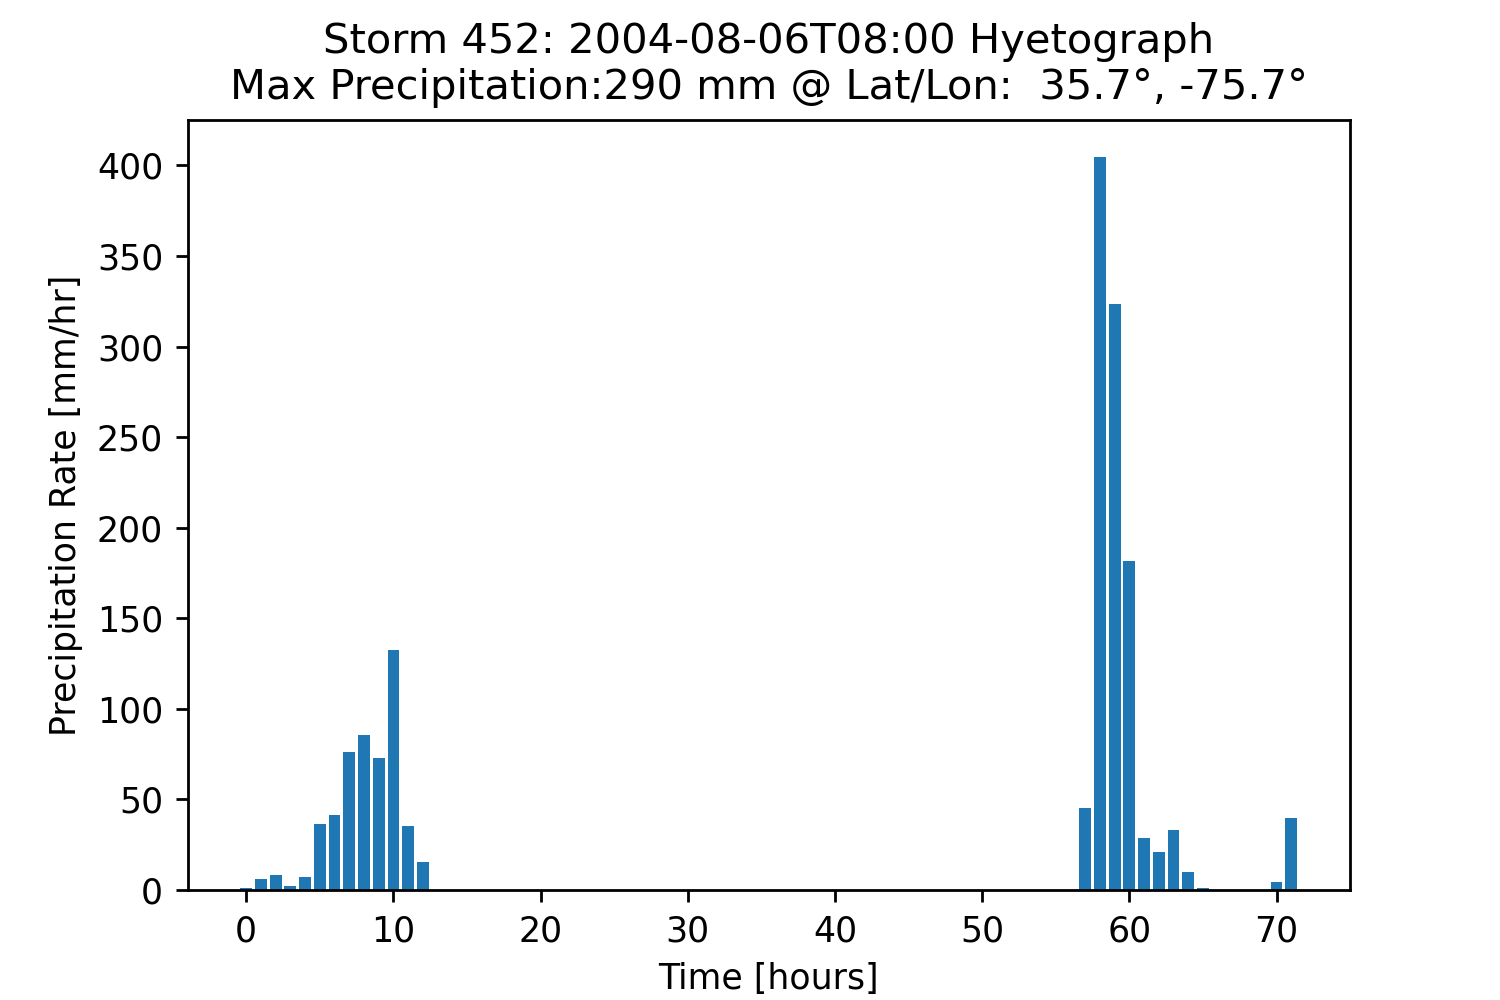 Storm 452: 2004-08-06T08:00 Hyetograph
Max Precipitation:290 mm @ Lat/Lon:  35.7°, -75.7°
Precipitation Rate [mm/hr]
400
350
300
250
200
150
100
50
0
0 10 20 30 40 50 60 70
Time [hours]